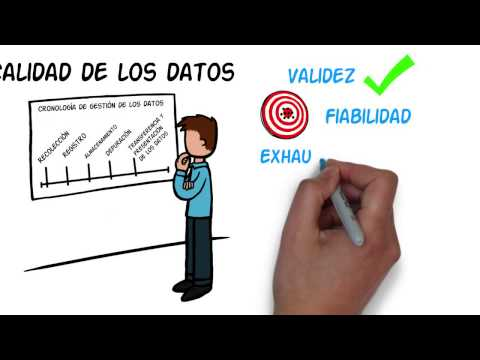 CALIDAD DE LOS DATOS
CRONOLOGÍA DE GESTIÓN DE LOS DATOS
RECOLECCIÓN
REGISTRO
ALMACENAMIENTO
DEPURACIÓN
TRANSFERENCIA Y
PRESENTACIÓN
DE LOS DATOS
VALIDEZ
FIABILIDAD
EXHAU